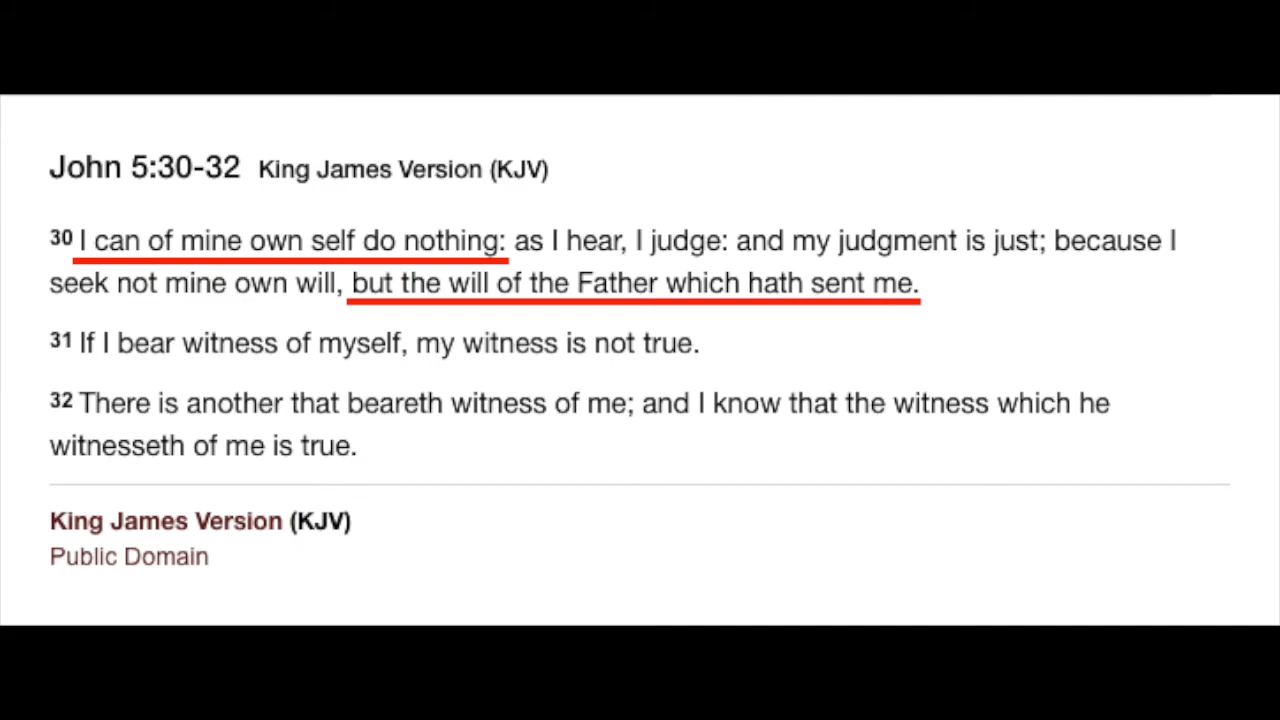 John 5:30-32 King James Version (KJV)
30 I can of mine own self do nothing: as I hear, I judge: and my judgment is just; because I
seek not mine own will, but the will of the Father which hath sent me.
31 If I bear witness of myself, my witness is not true.
32 There is another that beareth witness of me; and I know that the witness which he
witnesseth of me is true.
King James Version (KJV)
Public Domain